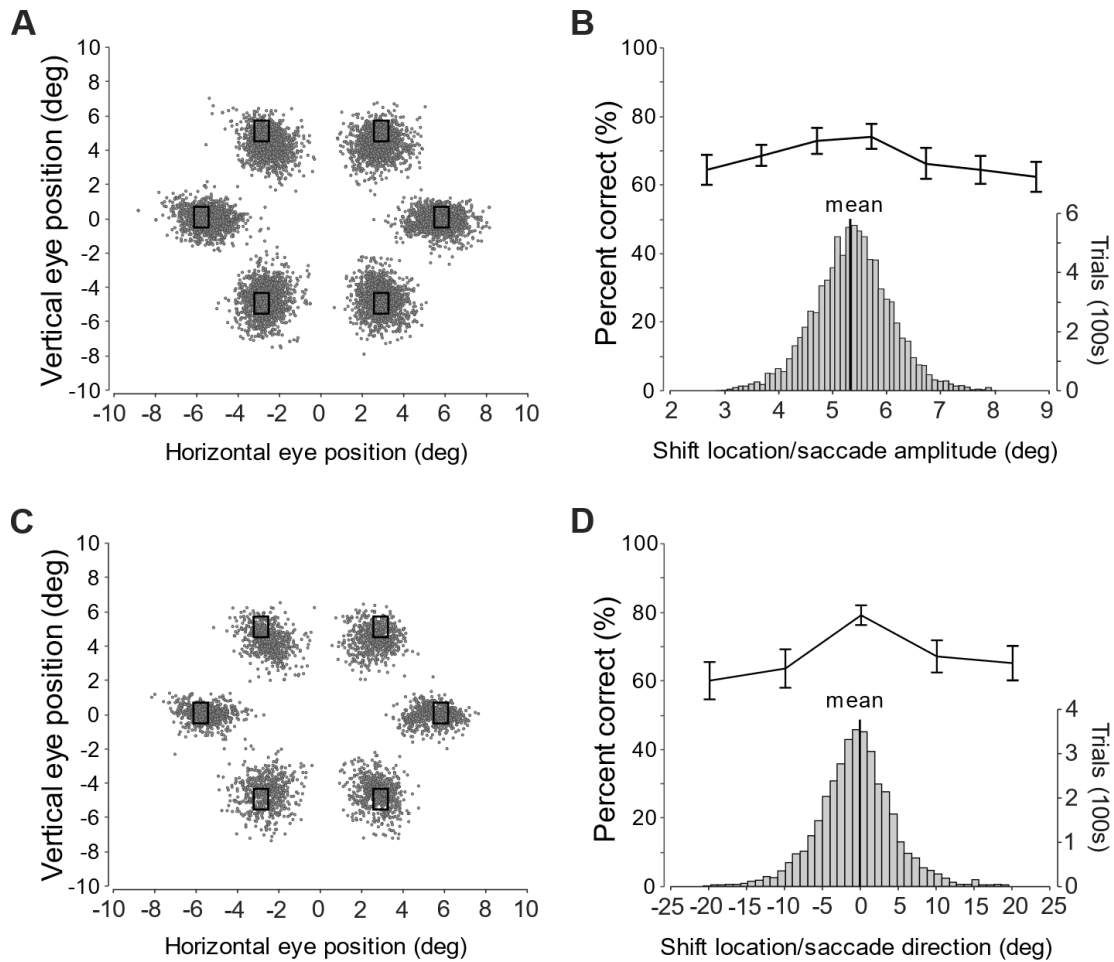 A
Vertical eye position (deg)
10
8
6
4
2
0
-2
-4
-6
-8
-10
-10 -8 -6 -4 -2 0 2 4 6 8 10
Horizontal eye position (deg)
B
Percent correct (%)
100
80
60
40
20
0
mean
6
4
2
0
Trials (100s)
2 3 4 5 6 7 8 9
Shift location/saccade amplitude (deg)
C
Vertical eye position (deg)
10
8
6
4
2
0
-2
-4
-6
-8
-10
-10 -8 -6 -4 -2 0 2 4 6 8 10
Horizontal eye position (deg)
D
Percent correct (%)
100
80
60
40
20
0
mean
4
3
2
1
0
Trials (100s)
-25 -20 -15 -10 -5 0 5 10 15 20 25
Shift location/saccade direction (deg)